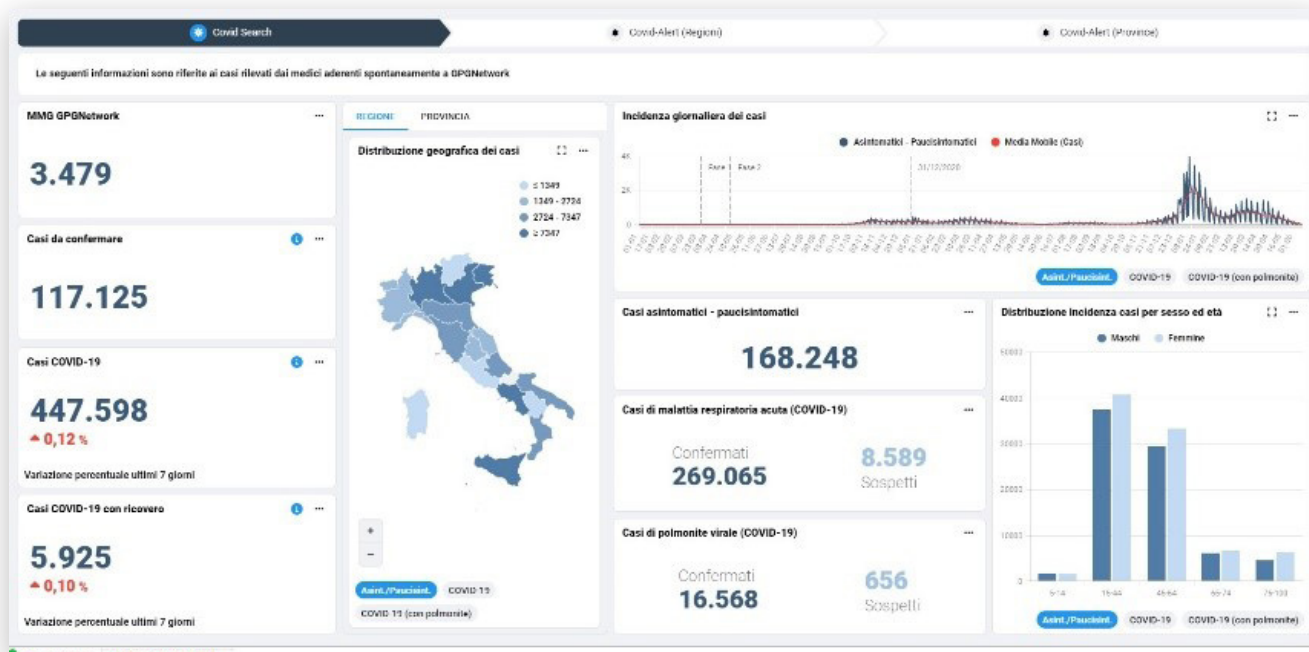 Covid Search
Covid-Alert (Regioni)
Covid-Alert (Province)
Le seguenti informazioni sono riferite ai casi rilevati dai medici aderenti spontaneamente a GPGNetwork
MMG GPGNetwork
3.479
Casi da confermare
117.125
Casi COVID-19
447.598
0,12 %
Variazione percentuale ultimi 7 giorni
Casi COVID-19 con ricovero
5.925
0,10 %
Variazione percentuale ultimi 7 giorni
REGIONE PROVINCIA
Distribuzione geografica dei casi
≤ 1349
1349 - 2724
2724 - 7347
≥ 7347
+
−
Asint./Paucisint. COVID-19
COVID-19 (con polmonite)
Incidenza giornaliera dei casi
Asintomatici - Paucisintomatici Media Mobile (Casi)
4K
2K
0
Fase Fase 2
31/12/2020
Asint./Paucisint. COVID-19 COVID-19 (con polmonite)
Casi asintomatici - paucisintomatici
168.248
Casi di malattia respiratoria acuta (COVID-19)
Confermati
269.065
8.589
Sospetti
Casi di polmonite virale (COVID-19)
Confermati
16.568
656
Sospetti
Distribuzione incidenza casi per sesso ed età
Maschi Femmine
50000
40000
30000
20000
10000
0
15-44 45-64 65-74 75-100
Asint./Paucisint. COVID-19 COVID-19 (con polmonite)